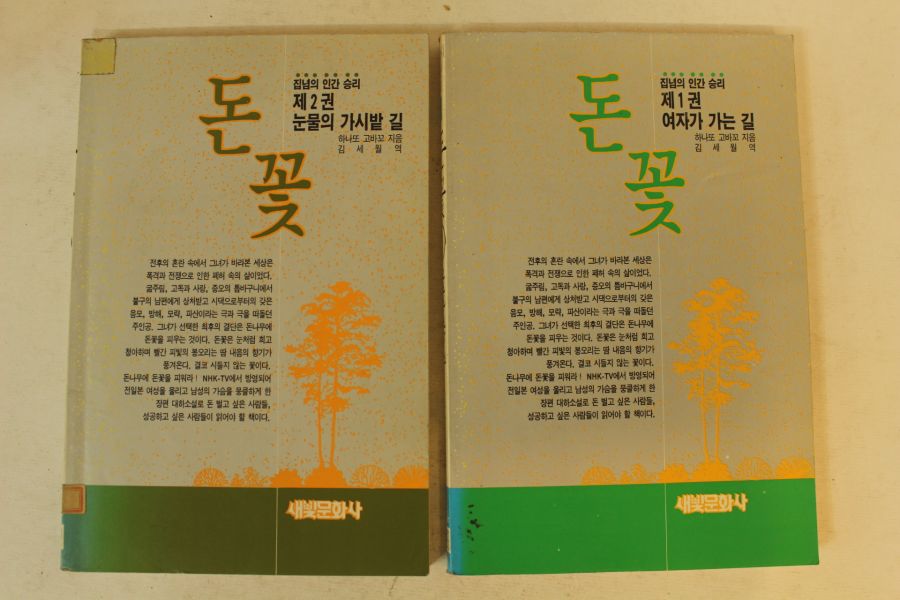 돈
꽃
집념의 인간 승리
제2권
눈물의 가시밭 길
하나또 고바꼬 지음
김 세 월 역
전후의 혼란 속에서 그녀가 바라본 세상은
폭격과 전쟁으로 인한 폐허 속의 삶이었다.
굶주림, 고독과 사랑, 증오의 틈바구니에서
불구의 남편에게 상처받고 시댁으로부터의 갖은
음모, 방해, 모략, 파산이라는 극과 극을 떠돌던
주인공. 그녀가 선택한 최후의 결단은 돈나무에
돈꽃을 피우는 것이다. 돈꽃은 눈처럼 희고
청아하며 빨간 피빛의 봉오리는 땀 내음의 향기가
풍겨온다. 결코 시들지 않는 꽃이다.
돈나무에 돈꽃을 피워라! NHK-TV에서 방영되어
전일본 여성을 울리고 남성의 가슴을 뭉클하게 한
장편 대하소설로 돈 벌고 싶은 사람들,
성공하고 싶은 사람들이 읽어야 할 책이다.
새빛문화사
돈
꽃
집념의 인간 승리
제1권
여자가 가는 길
하나또 고바꼬 지음
김 세 월 역
전후의 혼란 속에서 그녀가 바라본 세상은
폭격과 전쟁으로 인한 폐허 속의 삶이었다.
굶주림, 고독과 사랑, 증오의 틈바구니에서
불구의 남편에게 상처받고 시댁으로부터의 갖은
음모, 방해, 모략, 파산이라는 극과 극을 떠돌던
주인공. 그녀가 선택한 최후의 결단은 돈나무에
돈꽃을 피우는 것이다. 돈꽃은 눈처럼 희고
청아하며 빨간 피빛의 봉오리는 땀 내음의 향기가
풍겨온다. 결코 시들지 않는 꽃이다.
돈나무에 돈꽃을 피워라! NHK-TV에서 방영되어
전일본 여성을 울리고 남성의 가슴을 뭉클하게 한
장편 대하소설로 돈 벌고 싶은 사람들,
성공하고 싶은 사람들이 읽어야 할 책이다.
새빛문화사